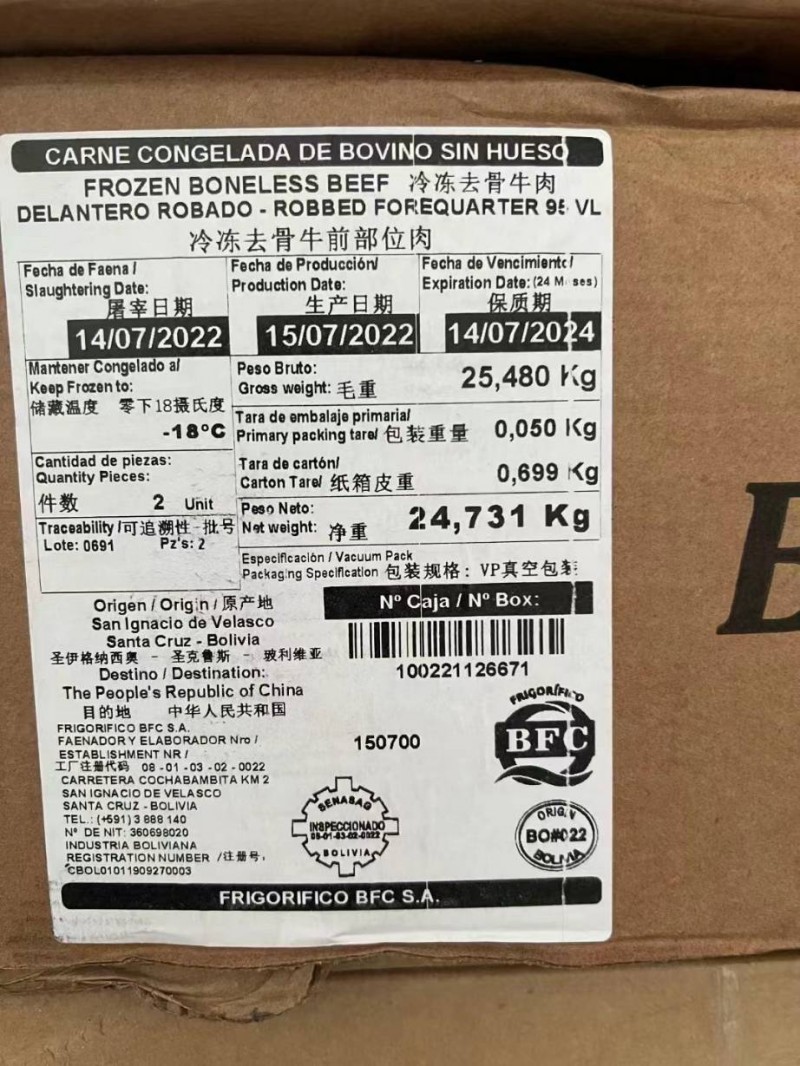 CARNE CONGELADA DE BOVINO SIN HUESO
FROZEN BONELESS BEEF 冷冻去骨牛肉
DELANTERO ROBADO - ROBBED FOREQUARTER 95 VL
冷冻去骨牛前部位肉
Fecha de Faena /
Slaughtering Date:
屠宰日期
14/07/2022
Fecha de Producción/
Production Date:
生产日期
15/07/2022
Fecha de Vencimiento /
Expiration Date: (24 Meses)
保质期
14/07/2024
Mantener Congelado a/
Keep Frozen to:
储藏温度 零下18摄氏度
-18°C
Peso Bruto:
Gross weight: 毛重
25,480 Kg
Tara de embalaje primaria/
Primary packing tare/ 包装重量
0,050 Kg
Cantidad de piezas:
Quantity Pieces:
件数 2 Unit
Tara de cartón/
Carton Tare/ 纸箱皮重
0,699 Kg
Traceability /可追溯性-批号
Lote: 0691 Pz's: 2
Peso Neto:
Net weight: 净重
24,731 Kg
Especificación / Vacuum Pack
Packaging Specification 包装规格: VP真空包装
Origen / Origin / 原产地
San Ignacio de Velasco
Santa Cruz - Bolivia
圣伊格纳西奥 - 圣克鲁斯 - 玻利维亚
Destino / Destination:
The People's Republic of China
目的地 中华人民共和国
Nº Caja / Nº Box:
100221126671
FRIGORIFICO BFC S.A.
FAENADOR Y ELABORADOR Nro /
ESTABLISHMENT NR /
工厂注册代码 08-01-03-02-0022
CARRETERA COCHABAMBITA KM 2
SAN IGNACIO DE VELASCO
SANTA CRUZ - BOLIVIA
TEL.: (+591) 3 888 140
Nº DE NIT: 360698020
INDUSTRIA BOLIVIANA
REGISTRATION NUMBER /注册号:
CBOL01011909270003
150700
FRIGORÍFICO
BFC
SENASAG
INSPECCIONADO
08-01-03-02-0022
BOLIVIA
ORIGIN
BO#022
BOLIVIA
FRIGORIFICO BFC S.A.